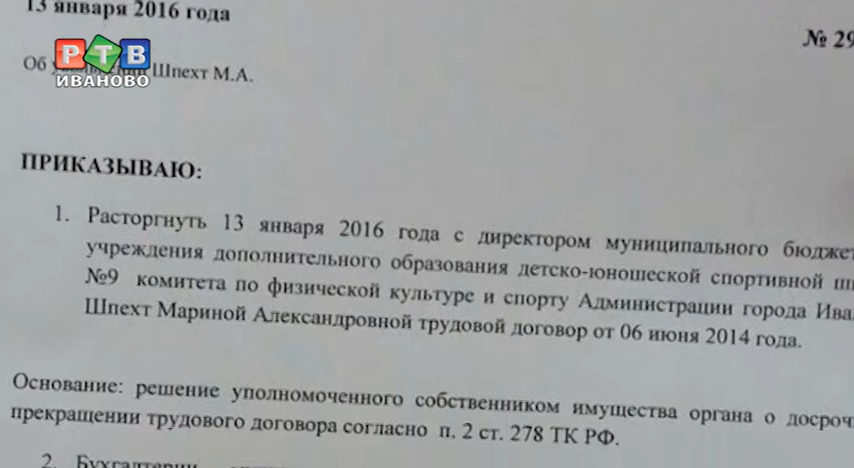 13 января 2016 года
№ 29
РТВ
ИВАНОВО
Об Шпехт М.А.
ПРИКАЗЫВАЮ:
1. Расторгнуть 13 января 2016 года с директором муниципального бюджет
учреждения дополнительного образования детско-юношеской спортивной
№9 комитета по физической культуре и спорту Администрации города Ива
Шпехт Мариной Александровной трудовой договор от 06 июня 2014 года.
Основание: решение уполномоченного собственником имущества органа о досроч
прекращении трудового договора согласно п. 2 ст. 278 ТК РФ.
2. Бухгалтерии